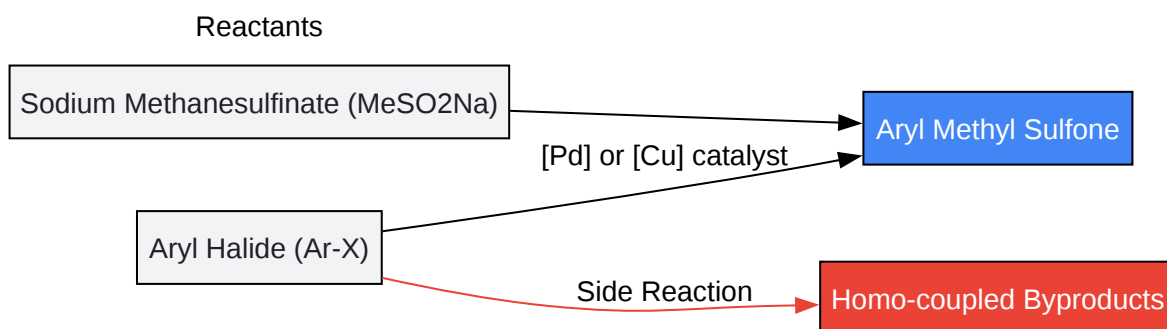 Reactants
Sodium Methanesulfinate (MeSO2Na)
Aryl Methyl Sulfone
[Pd] or [Cu] catalyst
Aryl Halide (Ar-X)
Side Reaction
Homo-coupled Byproducts